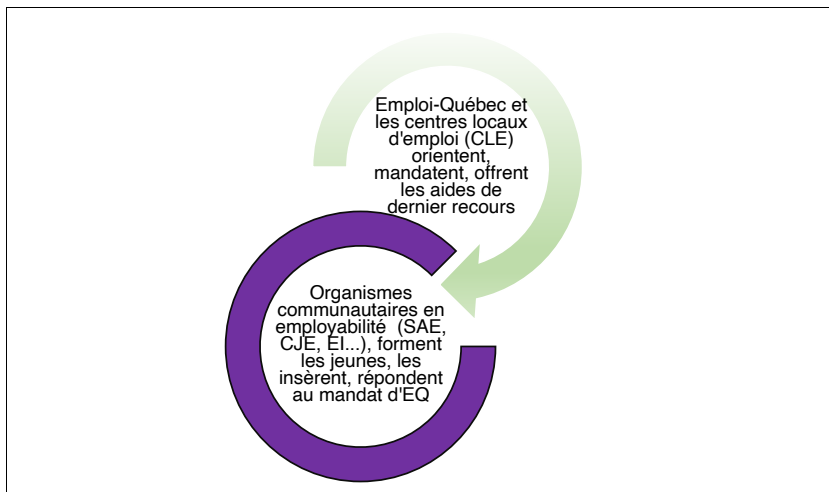 Emploi-Québec et
les centres locaux
d'emploi (CLE)
orientent,
mandatent, offrent
les aides de
dernier recours
Organismes
communautaires en
employabilité (SAE,
CJE, EI...), forment
les jeunes, les
insèrent, répondent
au mandat d'EQ